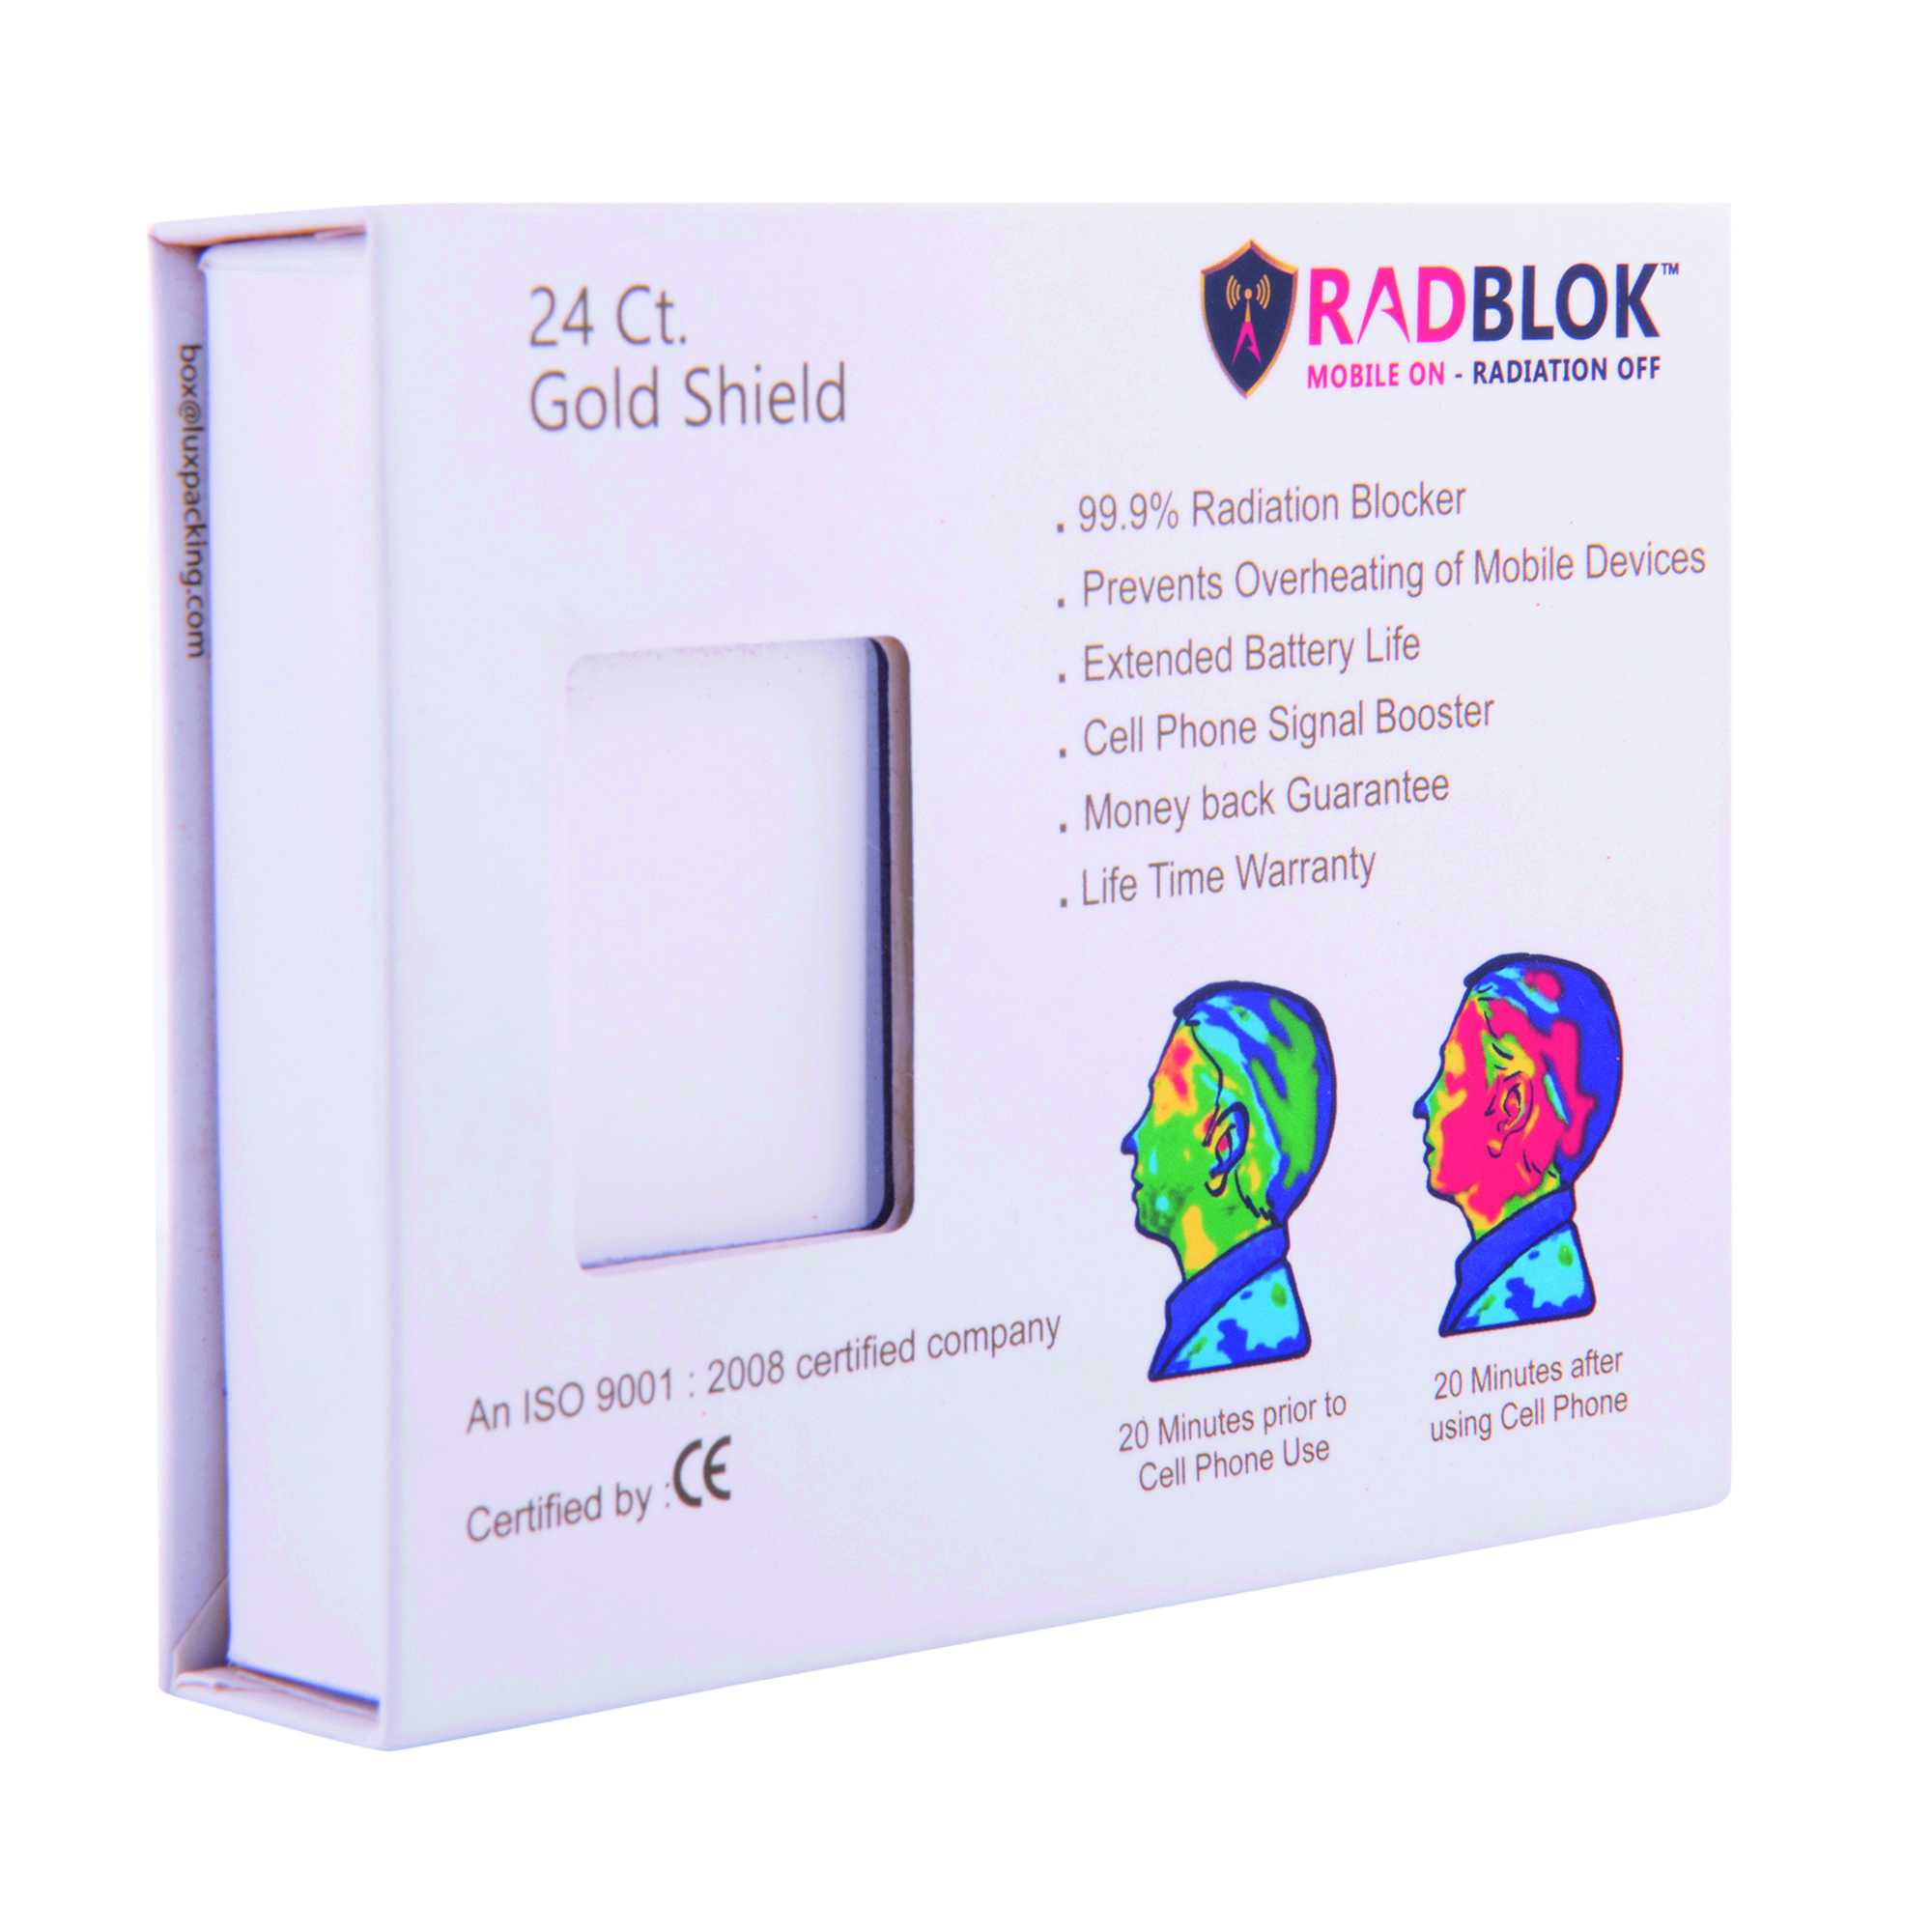 box@luxpacking.com
24 Ct.
Gold Shield
RADBLOK™
MOBILE ON - RADIATION OFF
. 99.9% Radiation Blocker
. Prevents Overheating of Mobile Devices
. Extended Battery Life
. Cell Phone Signal Booster
. Money back Guarantee
. Life Time Warranty
An ISO 9001 : 2008 certified company
Certified by : CE
20 Minutes prior to
Cell Phone Use
20 Minutes after
using Cell Phone